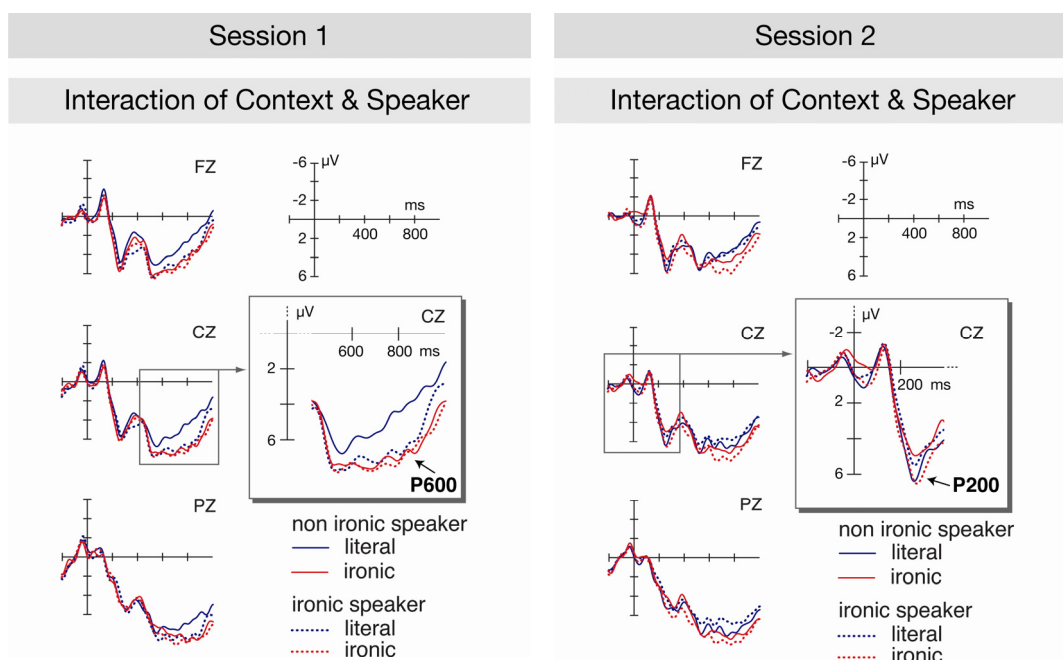 Session 1
Interaction of Context & Speaker
FZ
-6 µV
-2
ms
400 800
2
6
CZ
µV
CZ
600 800 ms
2
6
P600
PZ
non ironic speaker
literal
ironic
ironic speaker
literal
ironic
Session 2
Interaction of Context & Speaker
FZ
-6 µV
-2
ms
400 800
2
6
CZ
µV
-2
CZ
200 ms
2
6
P200
PZ
non ironic speaker
literal
ironic
ironic speaker
literal
ironic